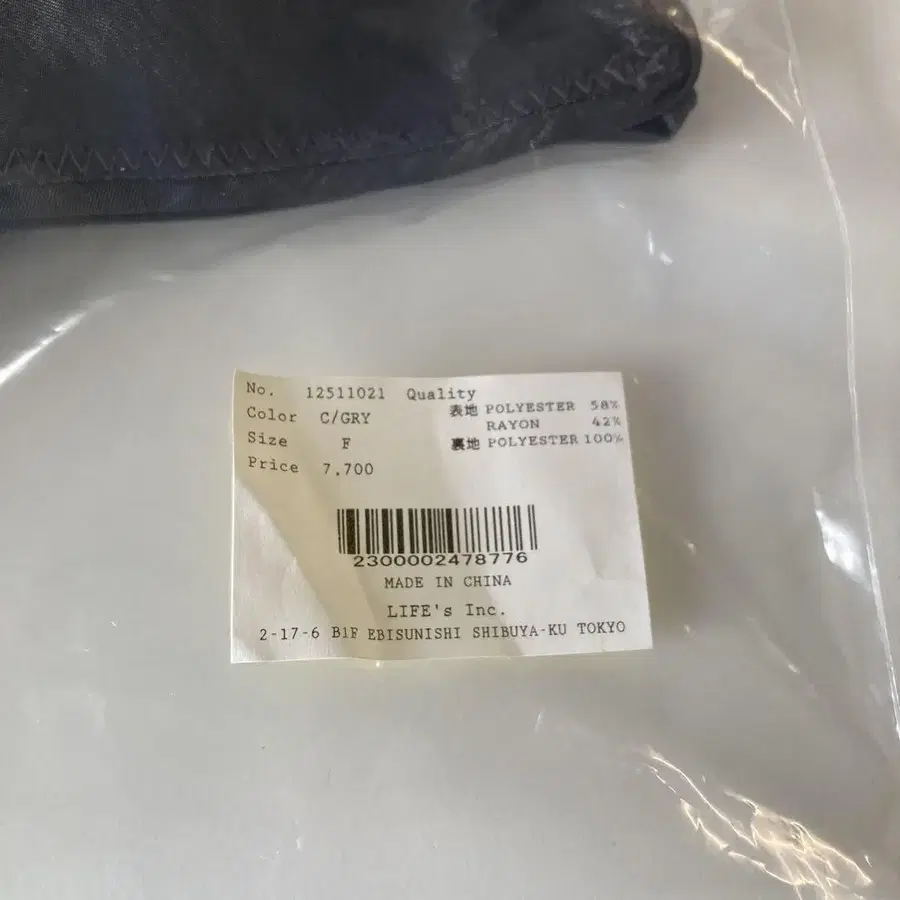 No. 12511021 Quality
Color C/GRY 表地 POLYESTER 58%
RAYON 42%
Size F 裏地 POLYESTER 100%
Price 7,700
2300002478776
MADE IN CHINA
LIFE's Inc.
2-17-6 B1F EBISUNISHI SHIBUYA-KU TOKYO